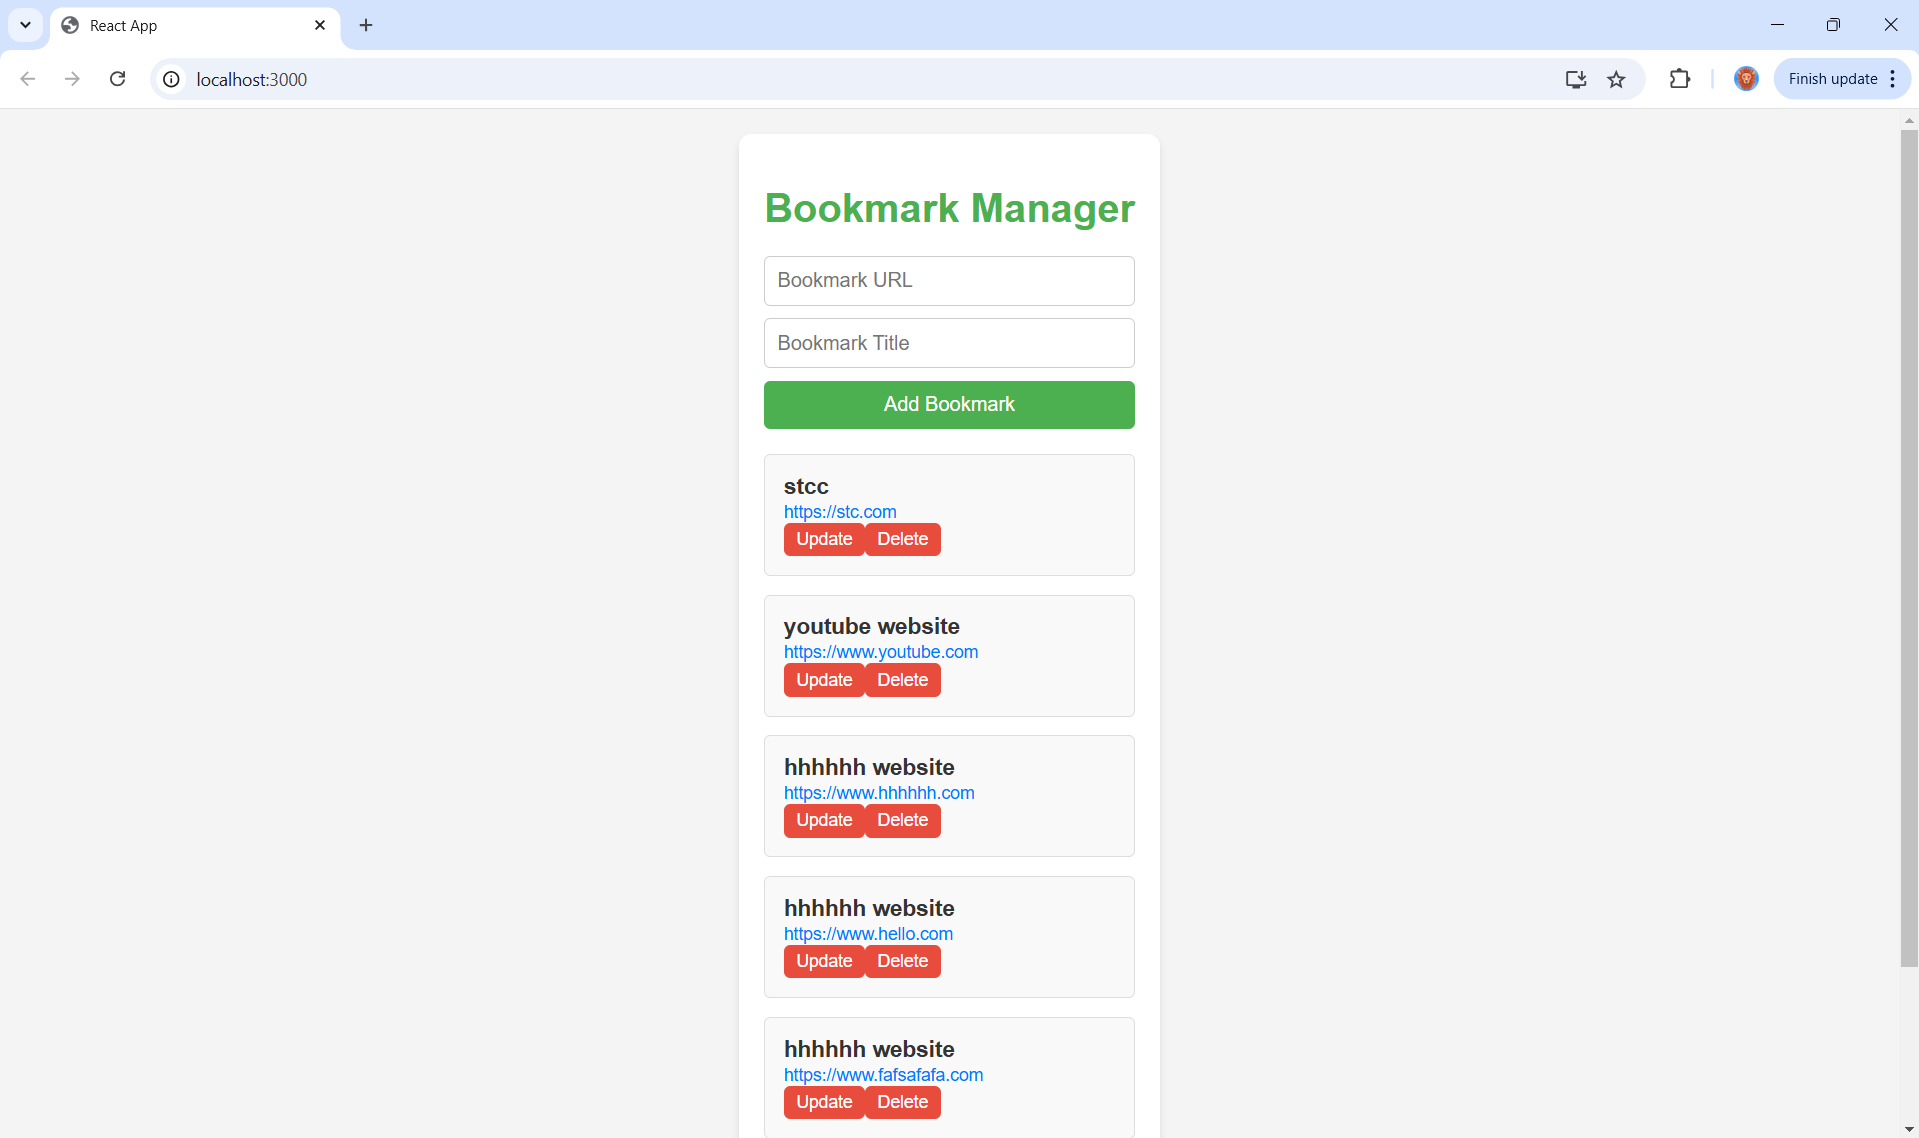 React App
localhost:3000
Finish update
Bookmark Manager
Bookmark URL
Bookmark Title
Add Bookmark
stcc
https://stc.com
Update Delete
youtube website
https://www.youtube.com
Update Delete
hhhhhh website
https://www.hhhhhh.com
Update Delete
hhhhhh website
https://www.hello.com
Update Delete
hhhhhh website
https://www.fafsafafa.com
Update Delete